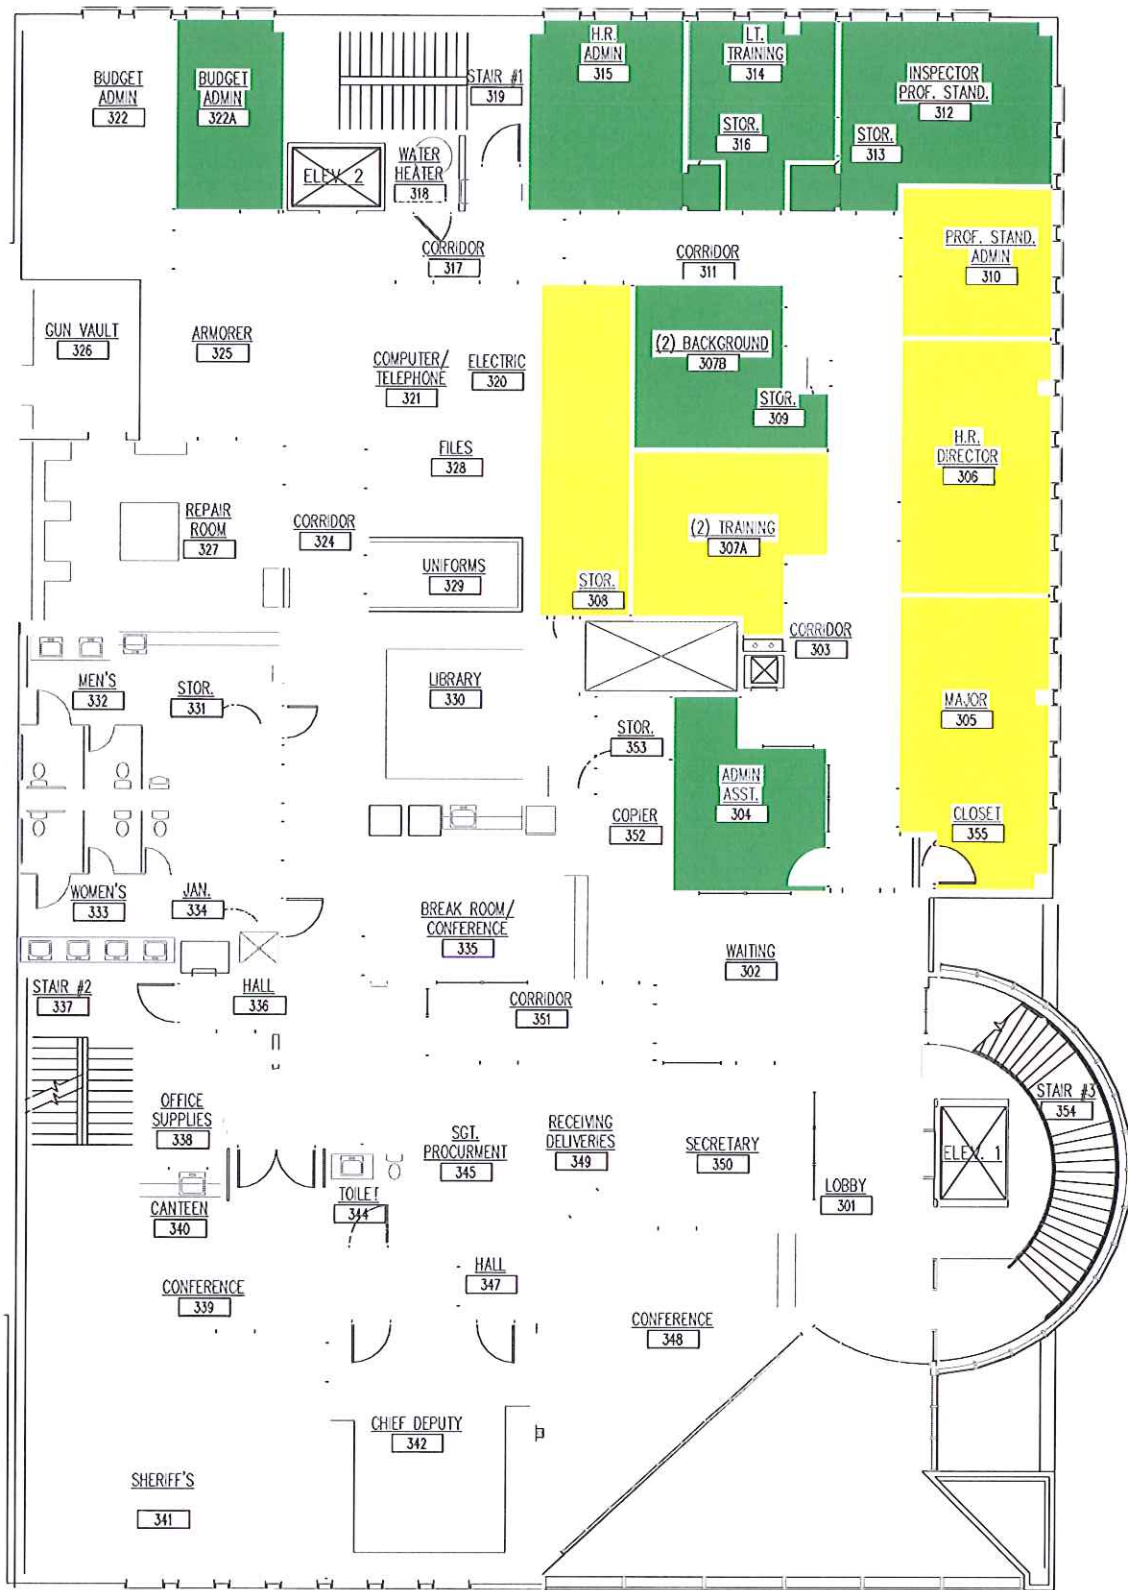 BUDGET
ADMIN
322
BUDGET
ADMIN
322A
STAIR #1
319
H.R.
ADMIN
315
LT.
TRAINING
314
STOR.
316
INSPECTOR
PROF. STAND.
312
STOR.
313
ELEV. 2
WATER
HEATER
318
CORRIDOR
317
CORRIDOR
311
PROF. STAND.
ADMIN
310
GUN VAULT
326
ARMORER
325
COMPUTER/
TELEPHONE
321
ELECTRIC
320
(2) BACKGROUND
307B
STOR.
309
FILES
328
H.R.
DIRECTOR
306
REPAIR
ROOM
327
CORRIDOR
324
UNIFORMS
329
STOR.
308
(2) TRAINING
307A
CORRIDOR
303
MEN'S
332
STOR.
331
LIBRARY
330
STOR.
353
MAJOR
305
ADMIN
ASST.
304
COPIER
352
CLOSET
355
WOMEN'S
333
JAN.
334
BREAK ROOM/
CONFERENCE
335
WAITING
302
STAIR #2
337
HALL
336
CORRIDOR
351
OFFICE
SUPPLIES
338
SGT.
PROCURMENT
345
RECEIVING
DELIVERIES
349
SECRETARY
350
STAIR #3
354
ELEV. 1
CANTEEN
340
TOILET
344
LOBBY
301
CONFERENCE
339
HALL
347
CONFERENCE
348
CHIEF DEPUTY
342
SHERIFF'S
341